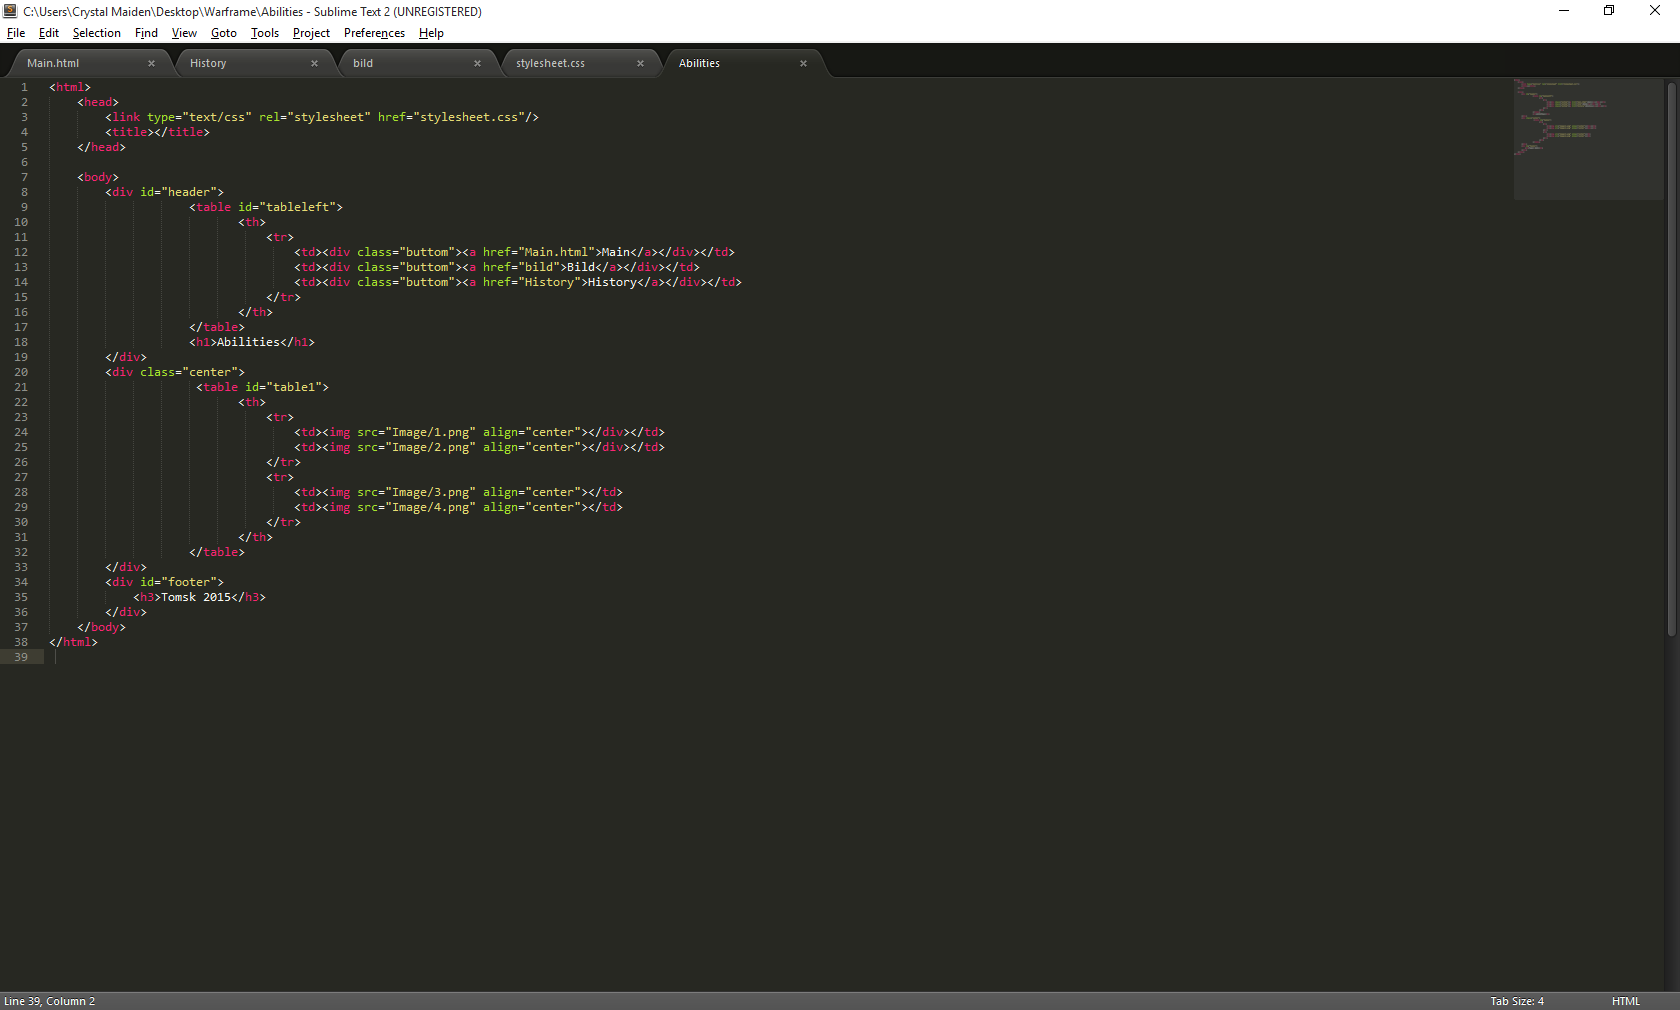 C:\Users\Crystal Maiden\Desktop\Warframe\Abilities - Sublime Text 2 (UNREGISTERED)
File Edit Selection Find View Goto Tools Project Preferences Help
Main.html × History × bild × stylesheet.css × Abilities ×
1 <html>
2 <head>
3 <link type="text/css" rel="stylesheet" href="stylesheet.css"/>
4 <title></title>
5 </head>
6
7 <body>
8 <div id="header">
9 <table id="tableleft">
10 <th>
11 <tr>
12 <td><div class="buttom"><a href="Main.html">Main</a></div></td>
13 <td><div class="buttom"><a href="bild">Bild</a></div></td>
14 <td><div class="buttom"><a href="History">History</a></div></td>
15 </tr>
16 </th>
17 </table>
18 <h1>Abilities</h1>
19 </div>
20 <div class="center">
21 <table id="table1">
22 <th>
23 <tr>
24 <td><img src="Image/1.png" align="center"></div></td>
25 <td><img src="Image/2.png" align="center"></div></td>
26 </tr>
27 <tr>
28 <td><img src="Image/3.png" align="center"></td>
29 <td><img src="Image/4.png" align="center"></td>
30 </tr>
31 </th>
32 </table>
33 </div>
34 <div id="footer">
35 <h3>Tomsk 2015</h3>
36 </div>
37 </body>
38 </html>
39
Line 39, Column 2 Tab Size: 4 HTML